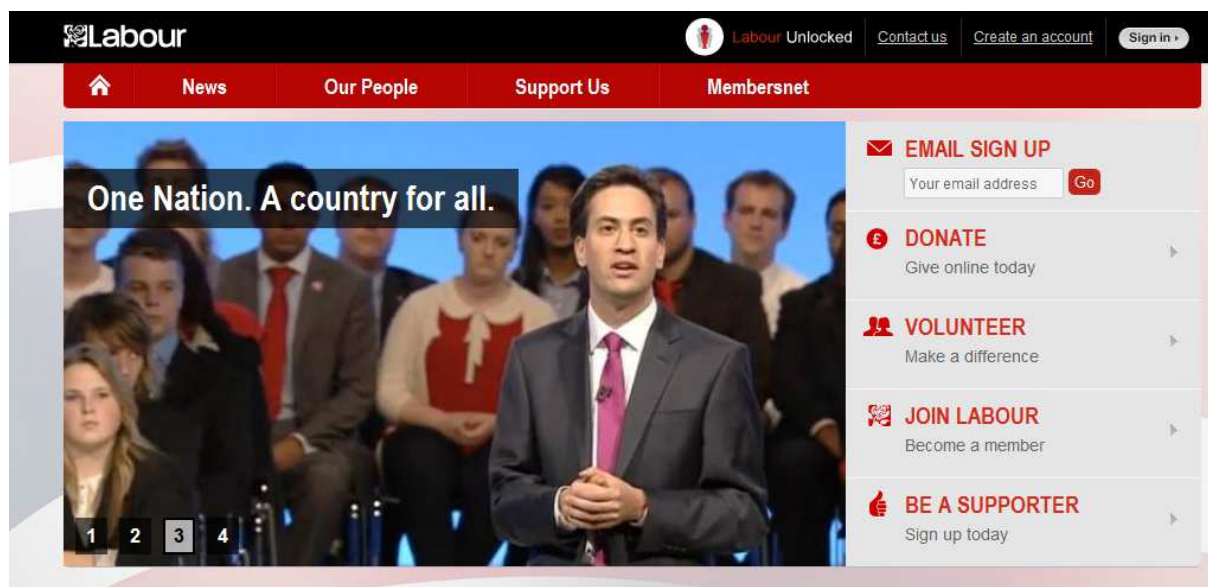 Labour
Labour Unlocked
Contact us
Create an account
Sign in
News
Our People
Support Us
Membersnet
One Nation. A country for all.
1 2 3 4
EMAIL SIGN UP
Your email address
Go
£
DONATE
Give online today
VOLUNTEER
Make a difference
JOIN LABOUR
Become a member
BE A SUPPORTER
Sign up today